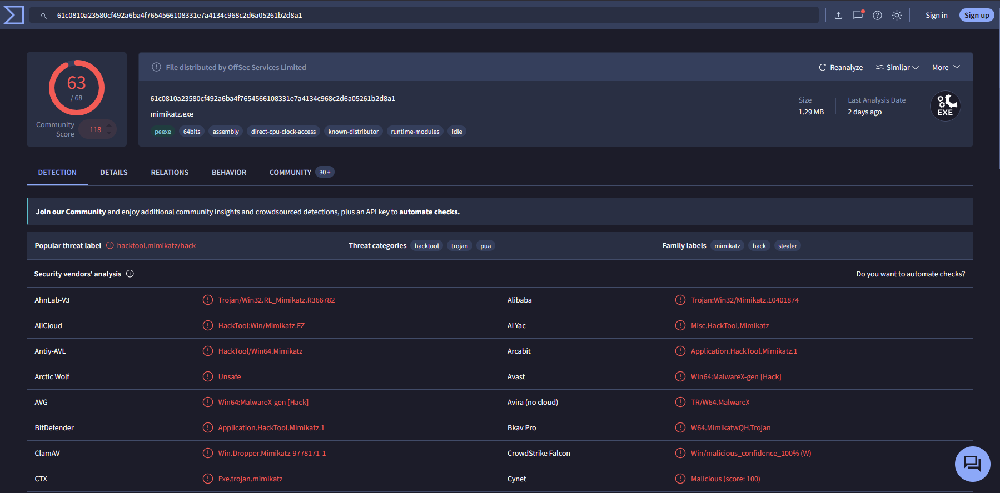 61c0810a23580cf492a6ba4f7654566108331e7a4134c968c2d6a05261b2d8a1
Sign in
Sign up
63
/ 68
Community
Score
-118
File distributed by OffSec Services Limited
Reanalyze
Similar
More
61c0810a23580cf492a6ba4f7654566108331e7a4134c968c2d6a05261b2d8a1
mimikatz.exe
peexe 64bits assembly direct-cpu-clock-access known-distributor runtime-modules idle
Size
1.29 MB
Last Analysis Date
2 days ago
EXE
DETECTION DETAILS RELATIONS BEHAVIOR COMMUNITY 30 +
Join our Community and enjoy additional community insights and crowdsourced detections, plus an API key to automate checks.
Popular threat label hacktool.mimikatz/hack Threat categories hacktool trojan pua Family labels mimikatz hack stealer
Security vendors' analysis Do you want to automate checks?
AhnLab-V3 Trojan/Win32.RL_Mimikatz.R366782 Alibaba Trojan:Win32/Mimikatz.10401874
AliCloud HackTool:Win/Mimikatz.FZ ALYac Misc.HackTool.Mimikatz
Antiy-AVL HackTool/Win64.Mimikatz Arcabit Application.HackTool.Mimikatz.1
Arctic Wolf Unsafe Avast Win64:MalwareX-gen [Hack]
AVG Win64:MalwareX-gen [Hack] Avira (no cloud) TR/W64.MalwareX
BitDefender Application.HackTool.Mimikatz.1 Bkav Pro W64.MimikatwQH.Trojan
ClamAV Win.Dropper.Mimikatz-9778171-1 CrowdStrike Falcon Win/malicious_confidence_100% (W)
CTX Exe.trojan.mimikatz Cynet Malicious (score: 100)